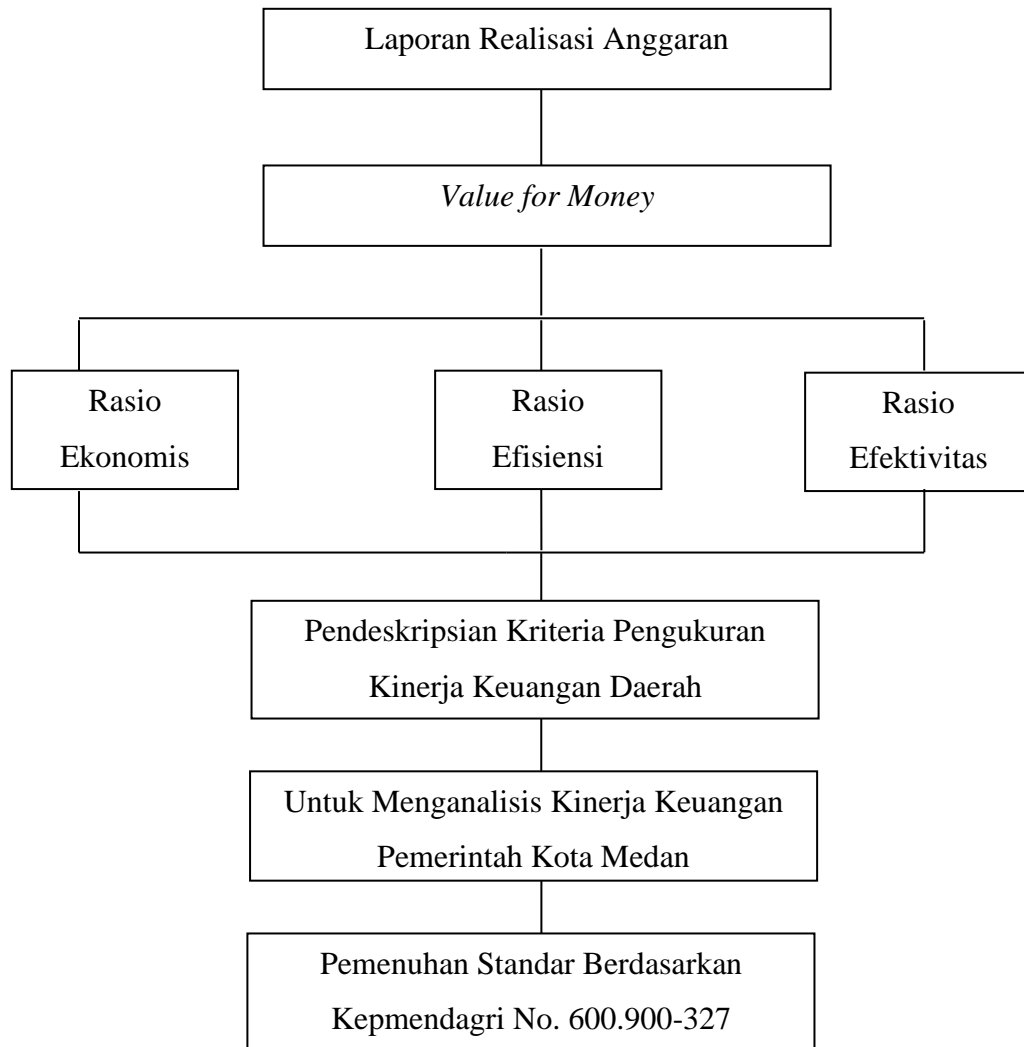 Laporan Realisasi Anggaran
Value for Money
Rasio
Ekonomis
Rasio
Efisiensi
Rasio
Efektivitas
Pendeskripsian Kriteria Pengukuran
Kinerja Keuangan Daerah
Untuk Menganalisis Kinerja Keuangan
Pemerintah Kota Medan
Pemenuhan Standar Berdasarkan
Kepmendagri No. 600.900-327